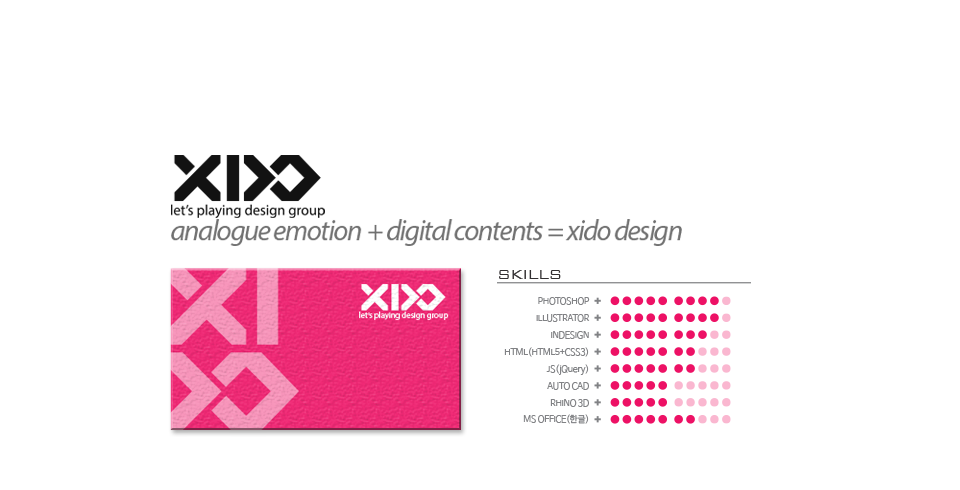 XIDO
let's playing design group
analogue emotion + digital contents = xido design
XIDO
XIDO
let's playing design group
SKILLS
PHOTOSHOP +
ILLUSTRATOR +
INDESIGN +
HTML(HTML5+CSS3) +
JS(jQuery) +
AUTO CAD +
RHINO 3D +
MS OFFICE(한글) +